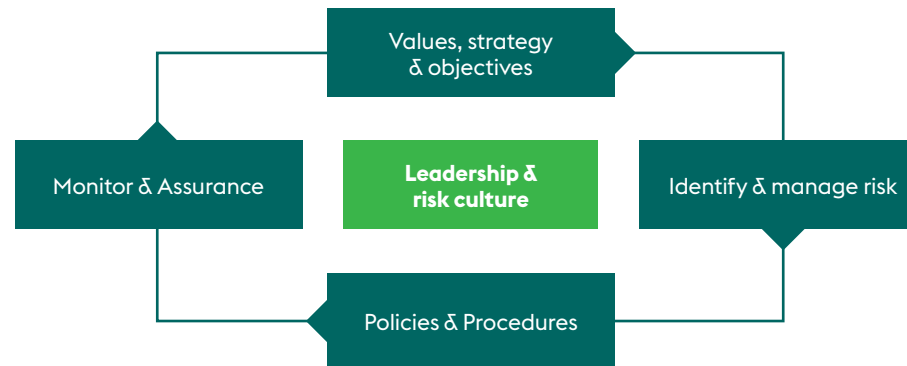 Values, strategy
& objectives
Monitor & Assurance
Leadership &
risk culture
Identify & manage risk
Policies & Procedures